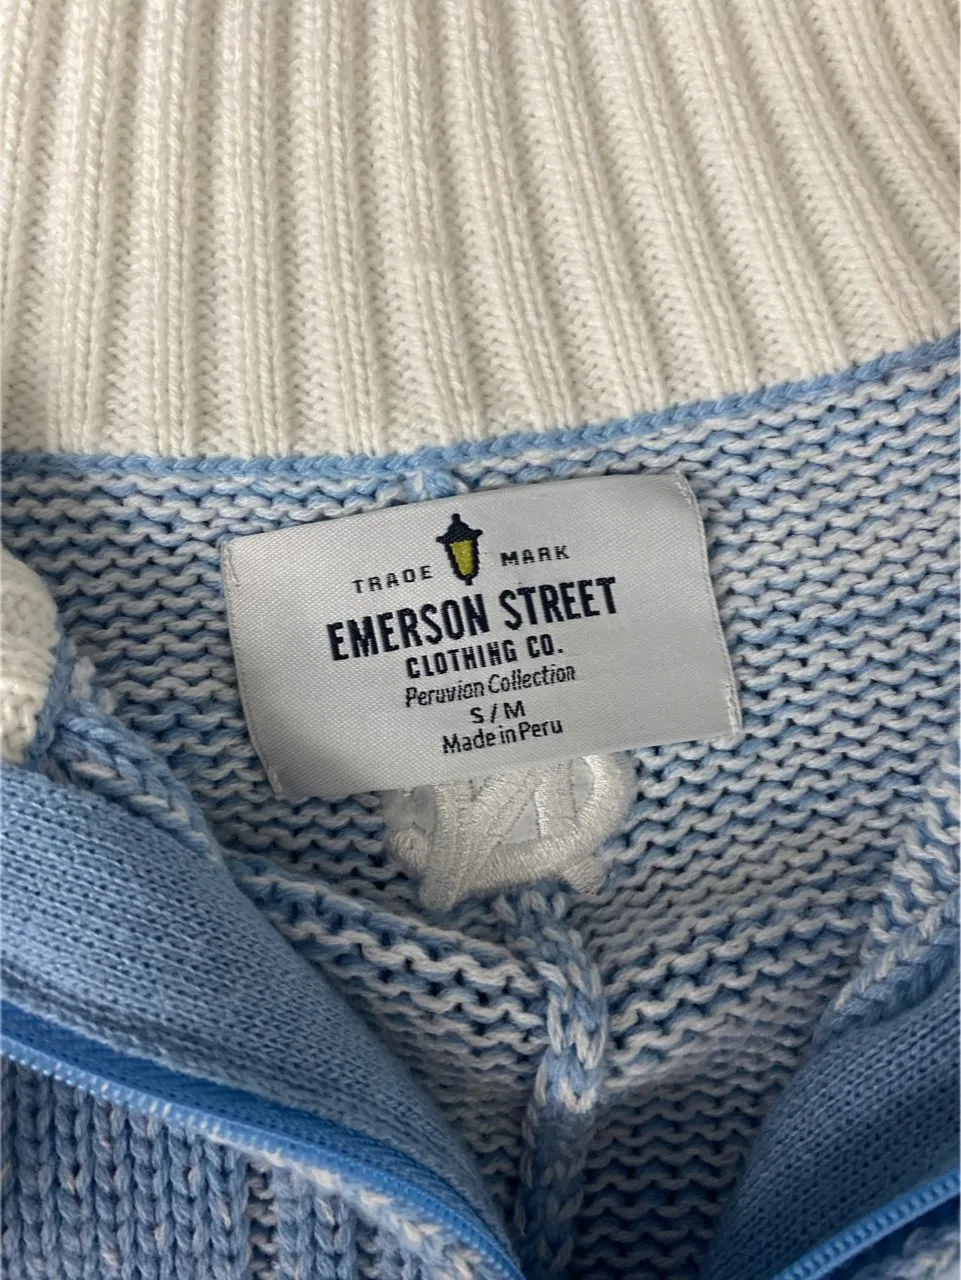 TRADE MARK
EMERSON STREET
CLOTHING CO.
Peruvian Collection
S/M
Made in Peru